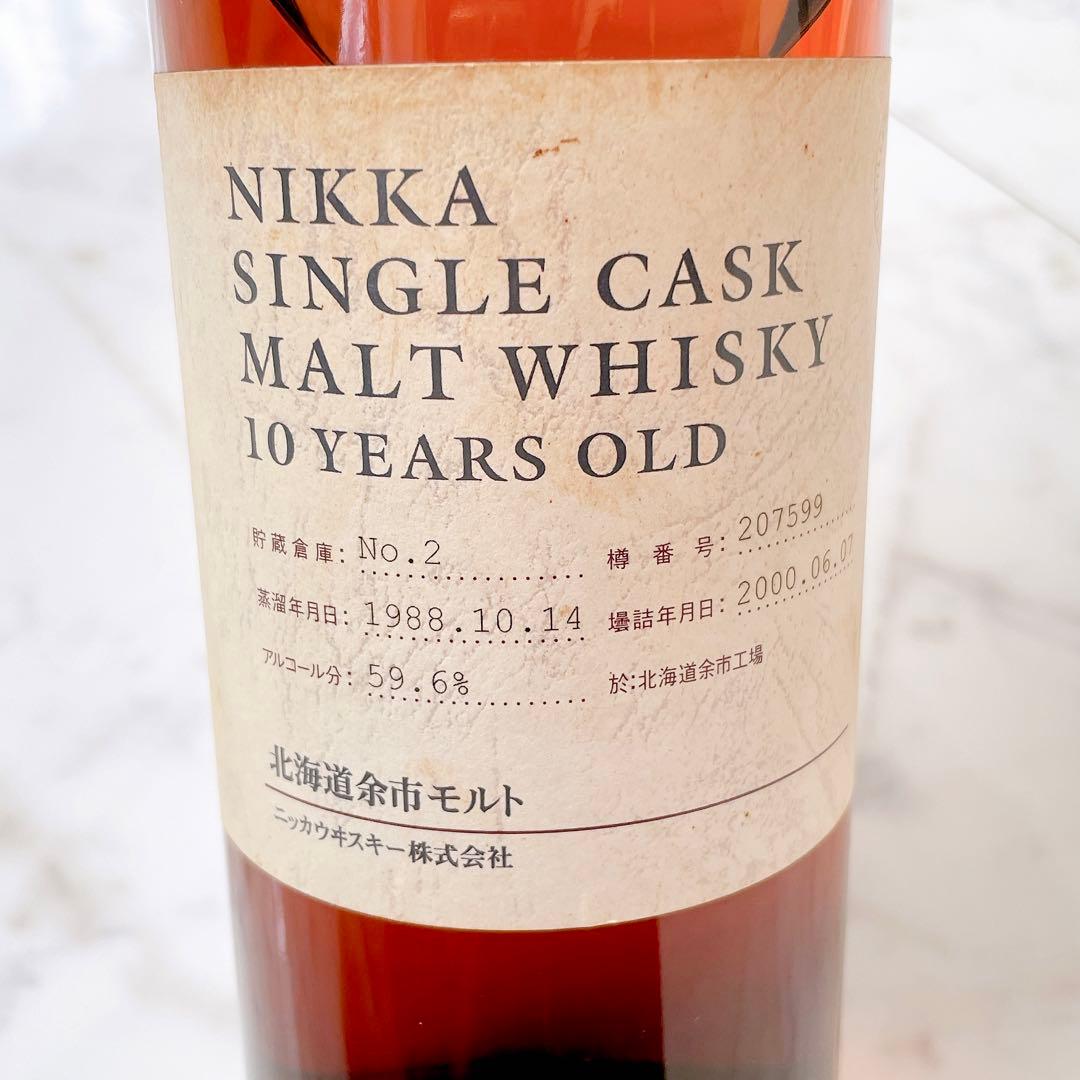 NIKKA
SINGLE CASK
MALT WHISKY
10 YEARS OLD
貯蔵倉庫: No.2 樽番号: 207599
蒸溜年月日: 1988.10.14 壜詰年月日: 2000.06.07
アルコール分: 59.6% 於:北海道余市工場
北海道余市モルト
ニッカウヰスキー株式会社